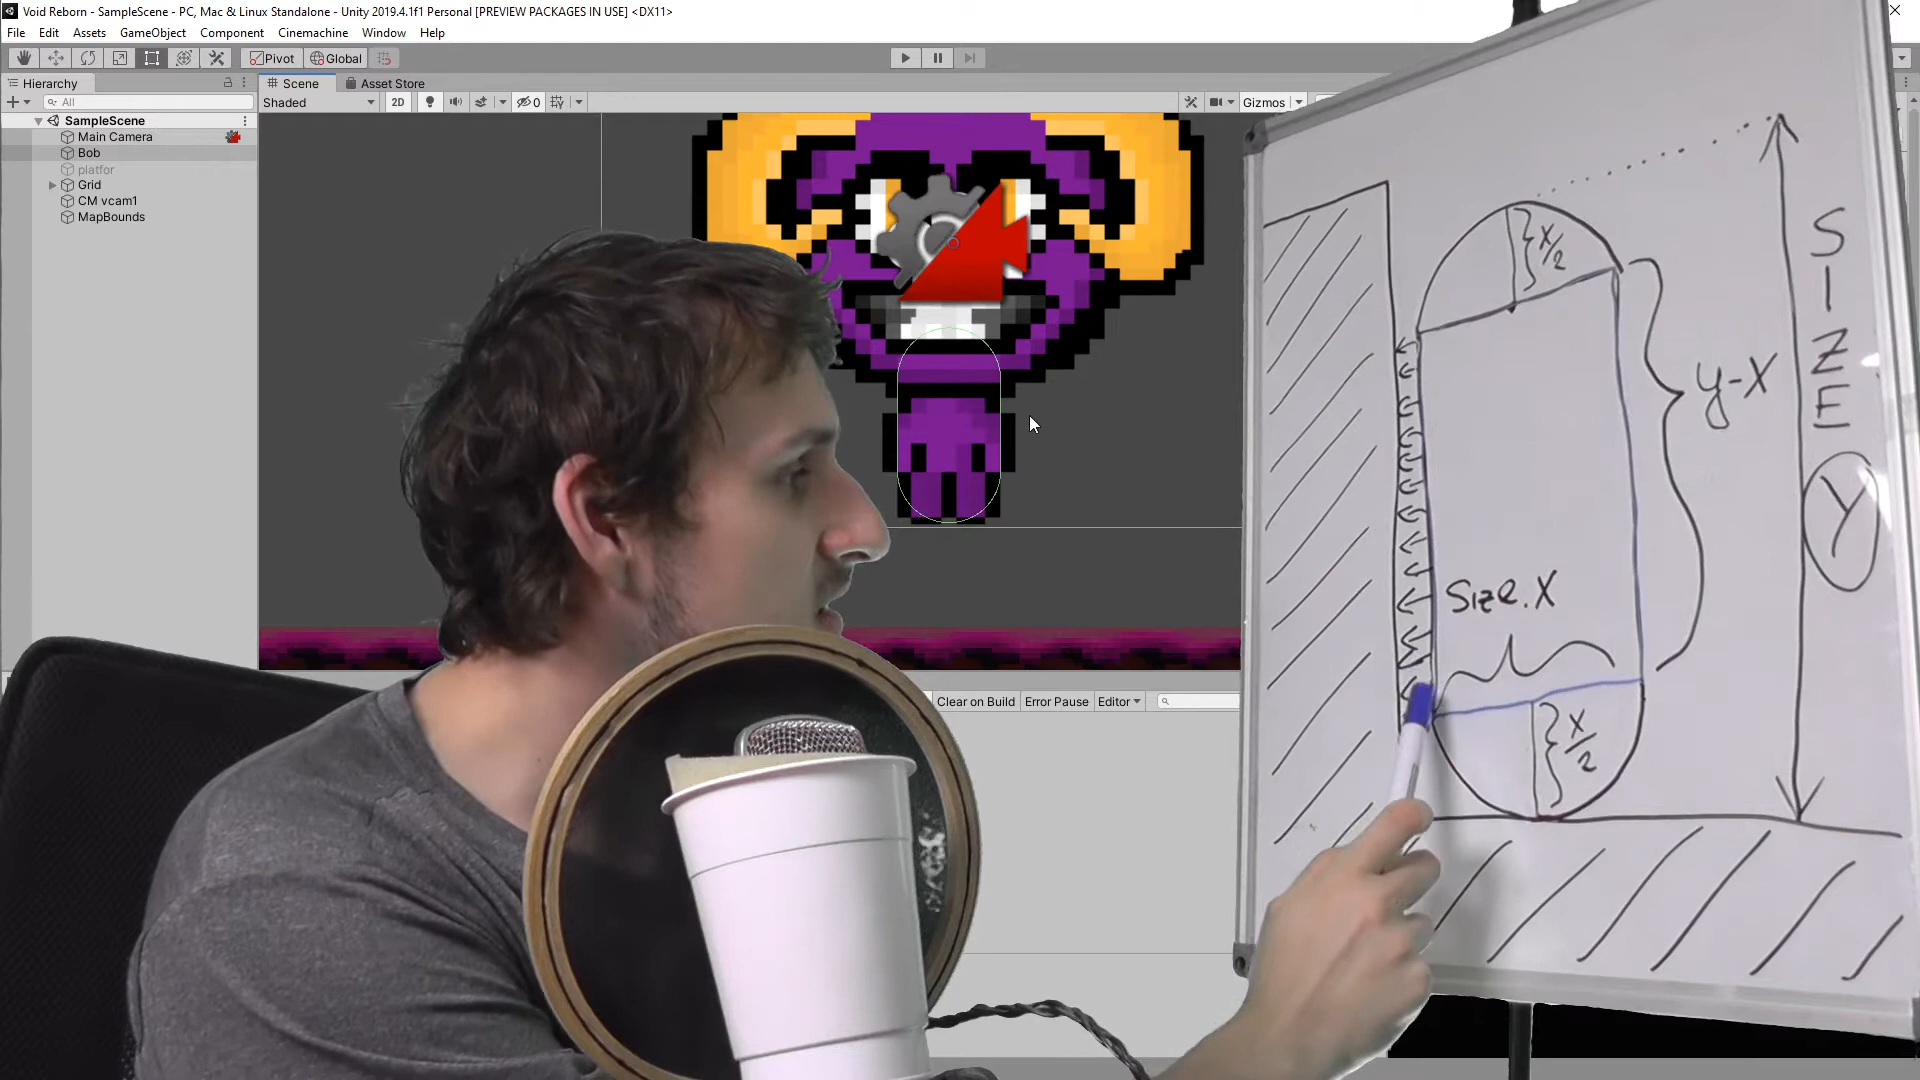 Void Reborn - SampleScene - PC, Mac & Linux Standalone - Unity 2019.4.1f1 Personal [PREVIEW PACKAGES IN USE] <DX11>
File Edit Assets GameObject Component Cinemachine Window Help
Pivot Global
Hierarchy
Scene Asset Store
All
Shaded 2D 0 Gizmos
SampleScene
Main Camera
Bob
platfor
Grid
CM vcam1
MapBounds
Clear on Build Error Pause Editor
x/2
y-x
SIZE Y
Size.X
x/2